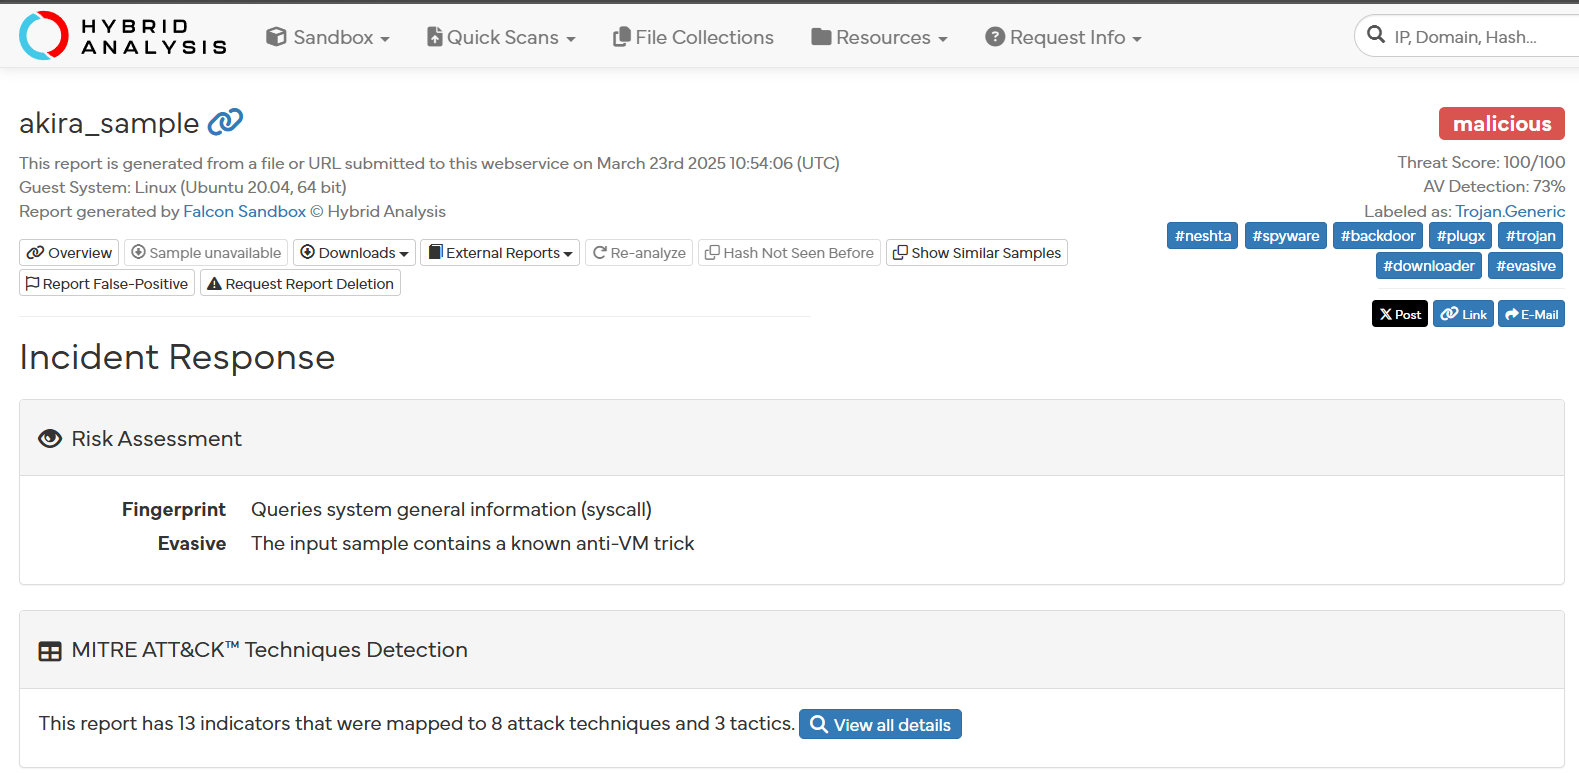 HYBRID
ANALYSIS
Sandbox
Quick Scans
File Collections
Resources
Request Info
IP, Domain, Hash...
akira_sample
malicious
This report is generated from a file or URL submitted to this webservice on March 23rd 2025 10:54:06 (UTC)
Guest System: Linux (Ubuntu 20.04, 64 bit)
Report generated by Falcon Sandbox © Hybrid Analysis
Threat Score: 100/100
AV Detection: 73%
Labeled as: Trojan.Generic
#neshta #spyware #backdoor #plugx #trojan
#downloader #evasive
Overview Sample unavailable Downloads External Reports Re-analyze Hash Not Seen Before Show Similar Samples
Report False-Positive Request Report Deletion
X Post Link E-Mail
Incident Response
Risk Assessment
Fingerprint Queries system general information (syscall)
Evasive The input sample contains a known anti-VM trick
MITRE ATT&CK™ Techniques Detection
This report has 13 indicators that were mapped to 8 attack techniques and 3 tactics. View all details